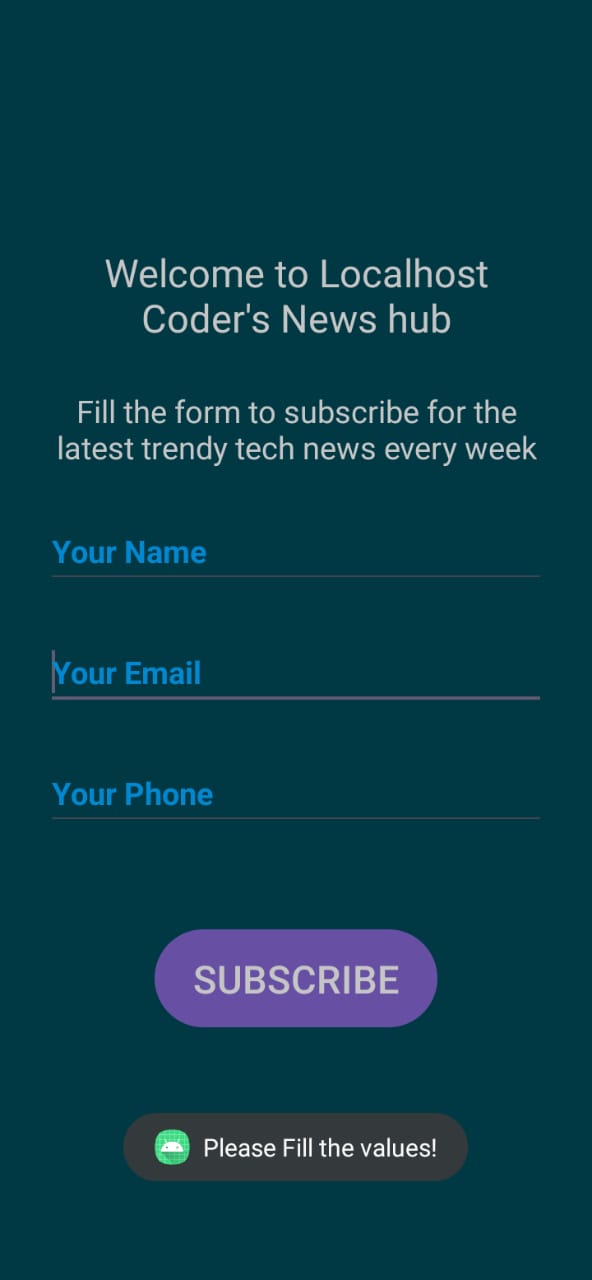 Welcome to Localhost
Coder's News hub
Fill the form to subscribe for the
latest trendy tech news every week
Your Name
Your Email
Your Phone
SUBSCRIBE
Please Fill the values!